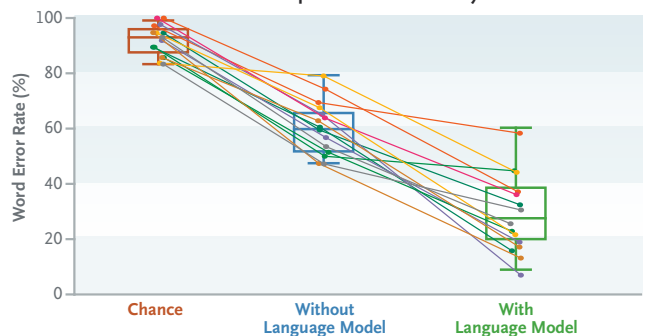 100
80
60
40
20
0
Word Error Rate (%)
Chance
Without
Language Model
With
Language Model